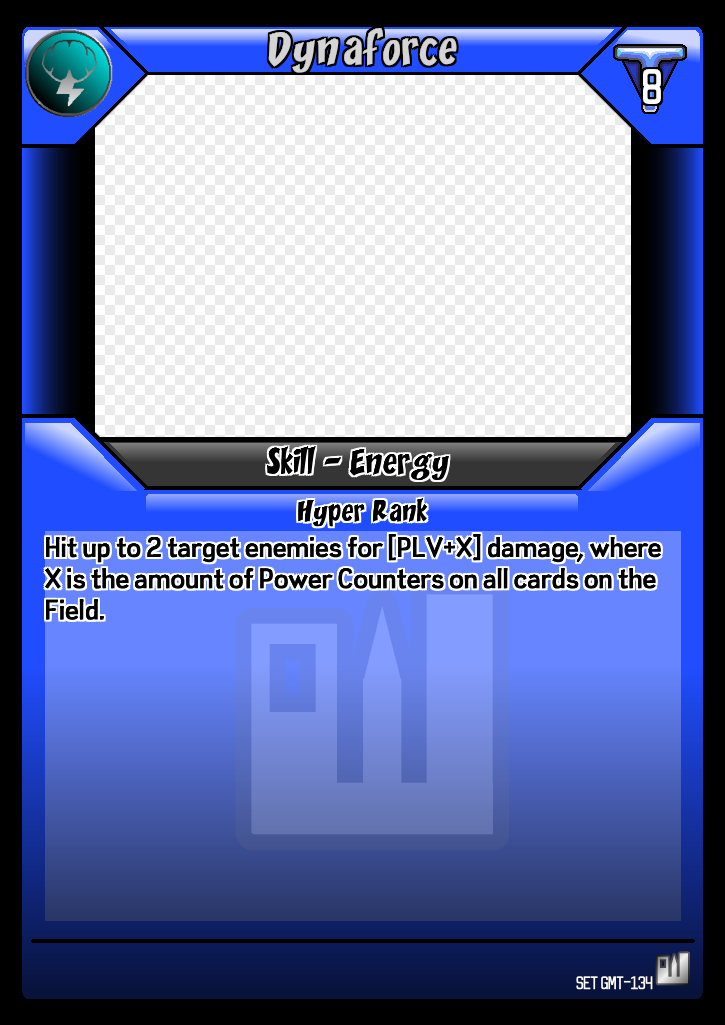 Dynaforce
8
Skill - Energy
Hyper Rank
Hit up to 2 target enemies for [PLV+X] damage, where
X is the amount of Power Counters on all cards on the
Field.
SET GMT-134